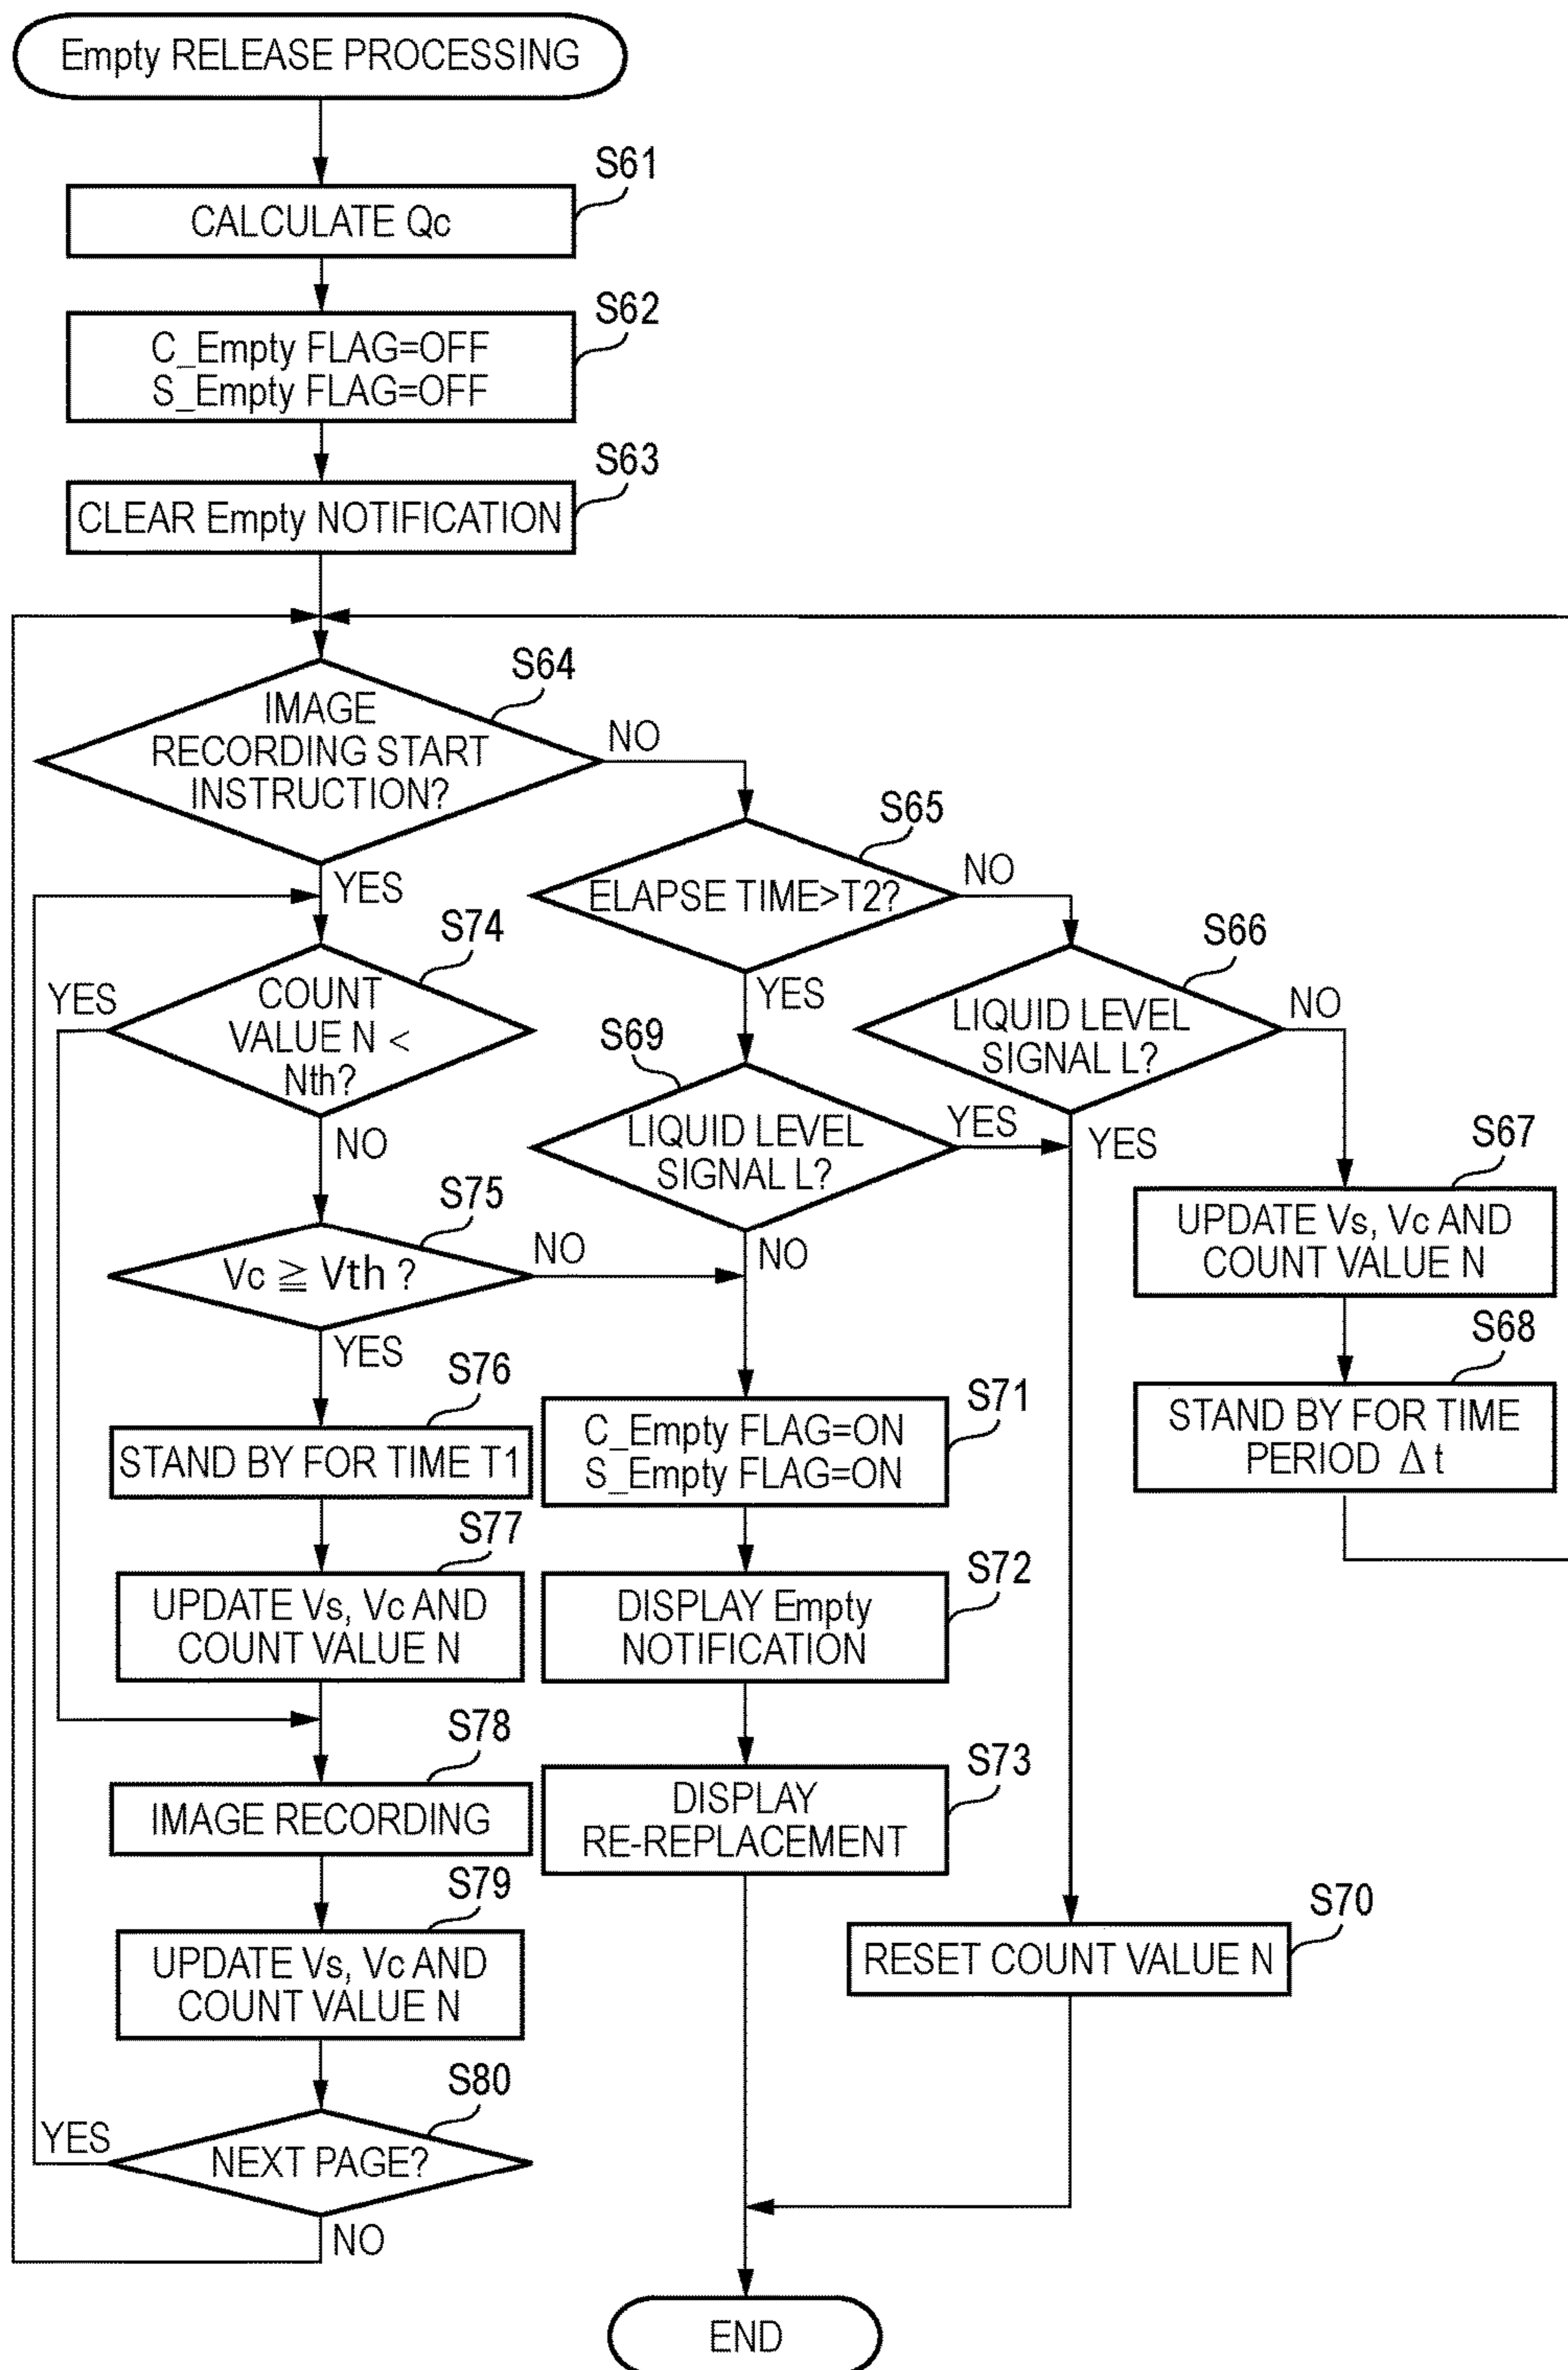 Empty RELEASE PROCESSING
S61
CALCULATE Qc
S62
C_Empty FLAG=OFF
S_Empty FLAG=OFF
S63
CLEAR Empty NOTIFICATION
S64
IMAGE
RECORDING START
INSTRUCTION?
NO
YES
S65
ELAPSE TIME>T2?
NO
YES
S66
LIQUID LEVEL
SIGNAL L?
NO
YES
S67
UPDATE Vs, Vc AND
COUNT VALUE N
S68
STAND BY FOR TIME
PERIOD Δt
S69
LIQUID LEVEL
SIGNAL L?
YES
NO
S70
RESET COUNT VALUE N
S71
C_Empty FLAG=ON
S_Empty FLAG=ON
S72
DISPLAY Empty
NOTIFICATION
S73
DISPLAY
RE-REPLACEMENT
S74
COUNT
VALUE N <
Nth?
YES
NO
S75
Vc ≧ Vth ?
NO
YES
S76
STAND BY FOR TIME T1
S77
UPDATE Vs, Vc AND
COUNT VALUE N
S78
IMAGE RECORDING
S79
UPDATE Vs, Vc AND
COUNT VALUE N
S80
NEXT PAGE?
YES
NO
END